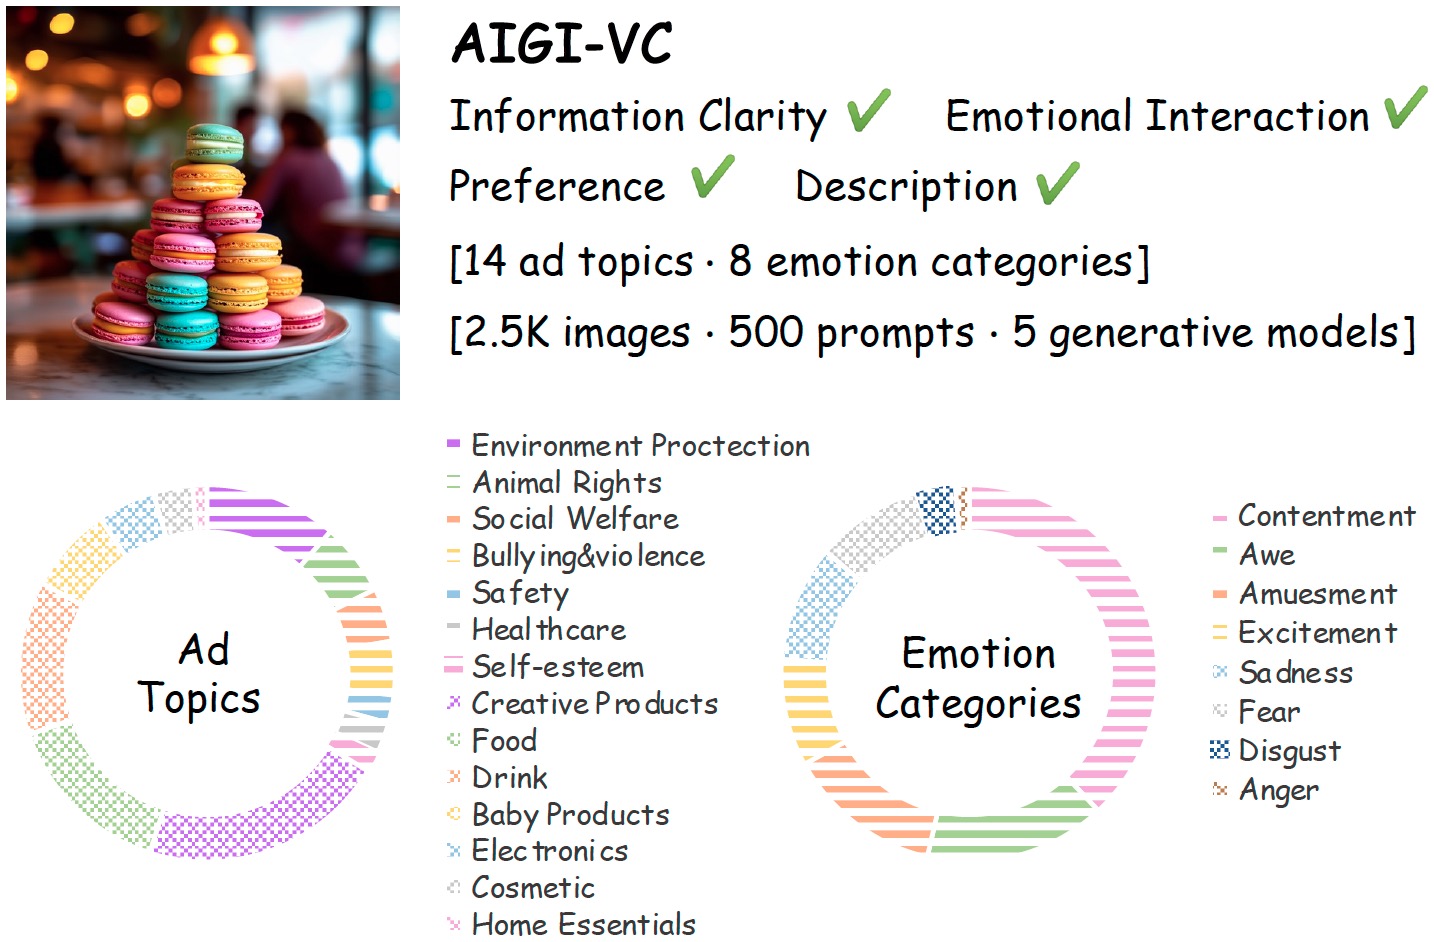 AIGI-VC
Information Clarity ✔ Emotional Interaction ✔
Preference ✔ Description ✔
[14 ad topics · 8 emotion categories]
[2.5K images · 500 prompts · 5 generative models]
Ad
Topics
Environment Proctection
Animal Rights
Social Welfare
Bullying&violence
Safety
Healthcare
Self-esteem
Creative Products
Food
Drink
Baby Products
Electronics
Cosmetic
Home Essentials
Emotion
Categories
Contentment
Awe
Amuesment
Excitement
Sadness
Fear
Disgust
Anger